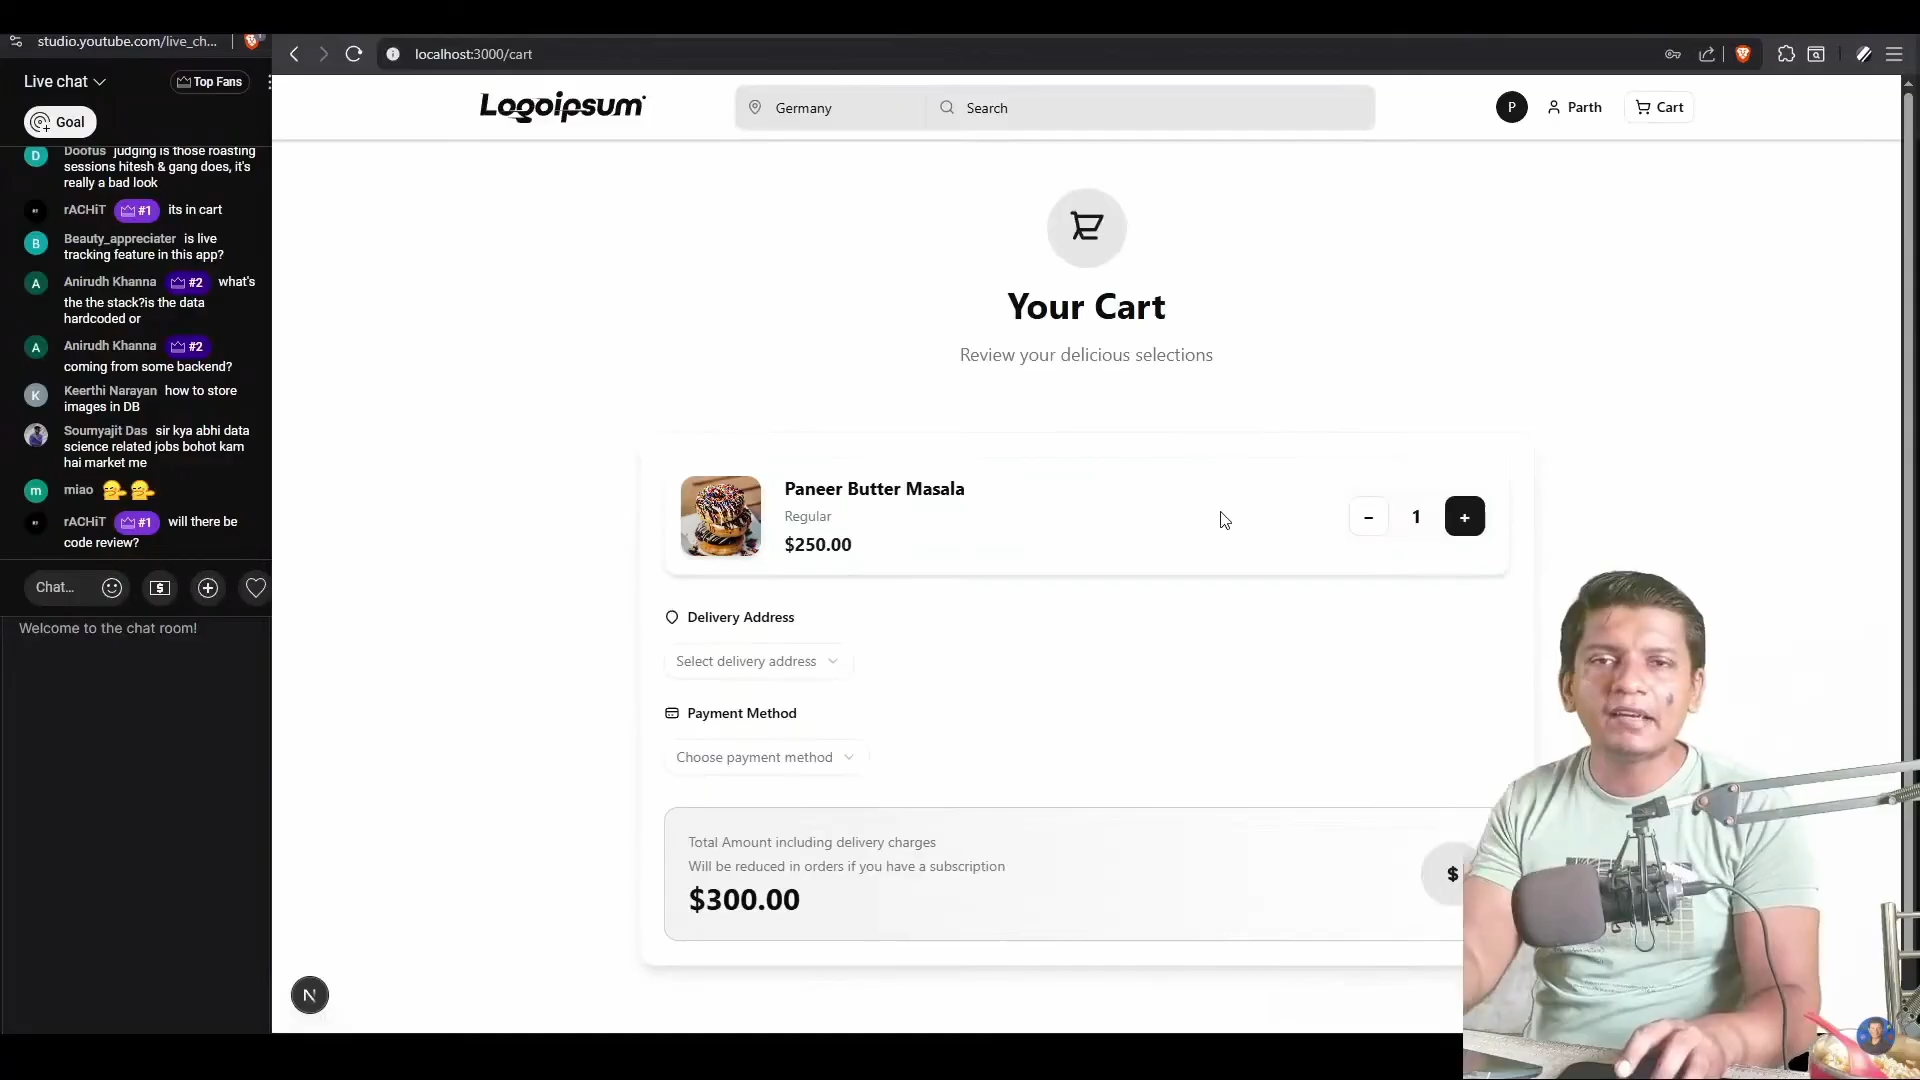 studio.youtube.com/live_ch...
localhost:3000/cart
Live chat
Top Fans
Goal
Doofus judging is those roasting
sessions hitesh & gang does, it's
really a bad look
rACHiT #1 its in cart
Beauty_appreciater is live
tracking feature in this app?
Anirudh Khanna #2 what's
the the stack?is the data
hardcoded or
Anirudh Khanna #2
coming from some backend?
Keerthi Narayan how to store
images in DB
Soumyajit Das sir kya abhi data
science related jobs bohot kam
hai market me
miao
rACHiT #1 will there be
code review?
Chat...
Welcome to the chat room!
Logoipsum
Germany
Search
P
Parth
Cart
Your Cart
Review your delicious selections
Paneer Butter Masala
Regular
$250.00
- 1 +
Delivery Address
Select delivery address
Payment Method
Choose payment method
Total Amount including delivery charges
Will be reduced in orders if you have a subscription
$300.00
$
N